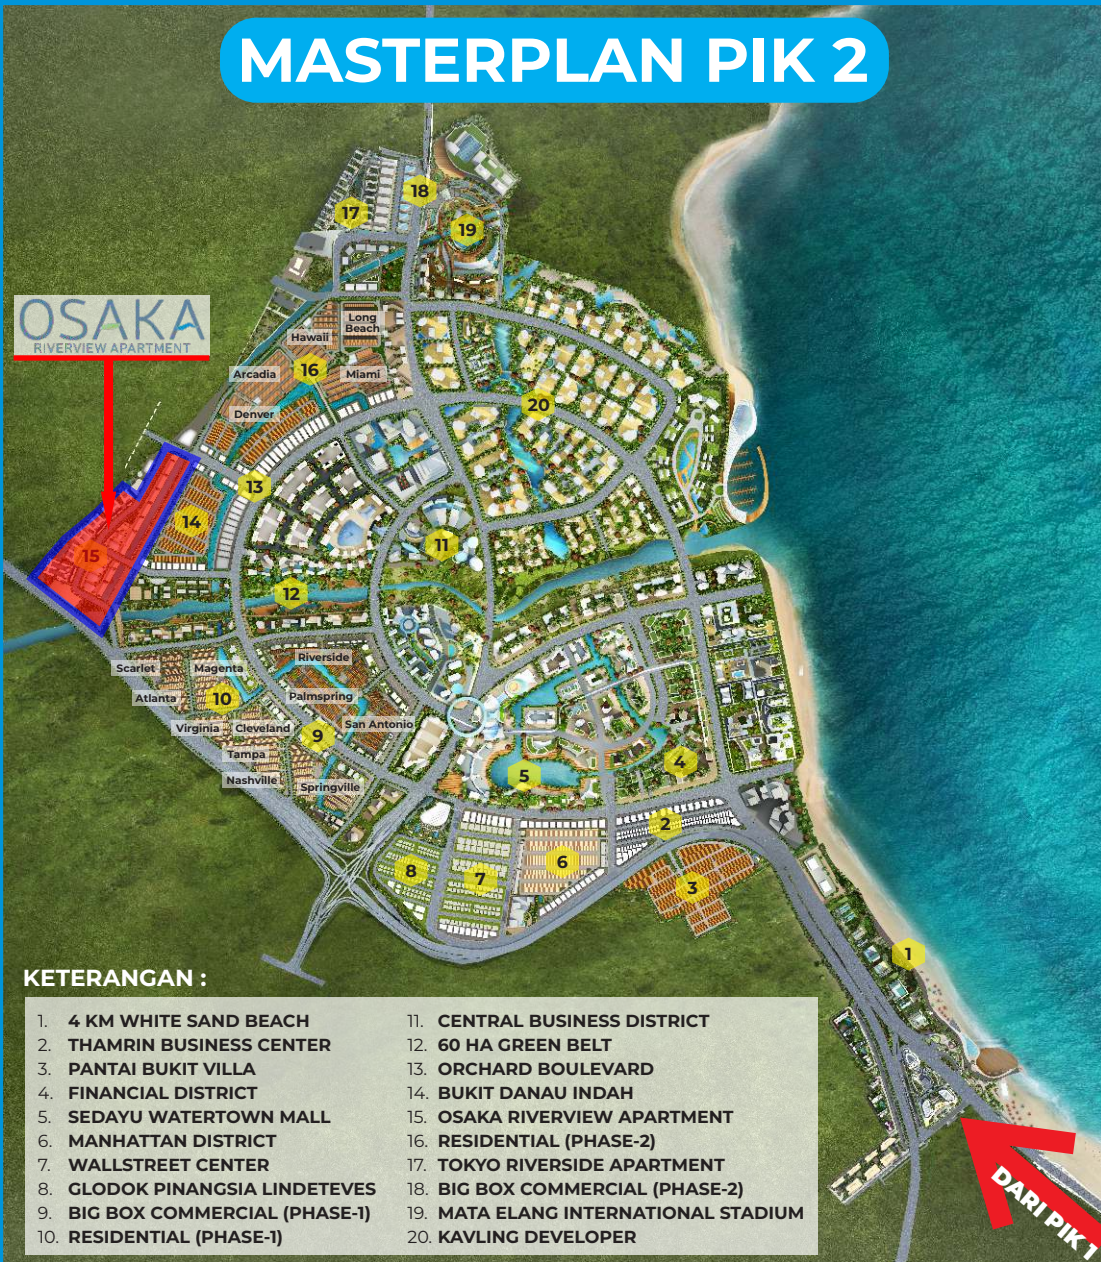 MASTERPLAN PIK 2
18
17
19
OSAKA
RIVERVIEW APARTMENT
Long
Beach
Hawaii
16
Arcadia
Miami
Denver
20
13
14
11
15
12
Scarlet
Magenta
Riverside
Atlanta
10
Palmspring
Virginia
Cleveland
San Antonio
9
Tampa
Nashville
Springville
5
4
2
8
7
6
3
1
KETERANGAN :
1. 4 KM WHITE SAND BEACH
2. THAMRIN BUSINESS CENTER
3. PANTAI BUKIT VILLA
4. FINANCIAL DISTRICT
5. SEDAYU WATERTOWN MALL
6. MANHATTAN DISTRICT
7. WALLSTREET CENTER
8. GLODOK PINANGSIA LINDETEVES
9. BIG BOX COMMERCIAL (PHASE-1)
10. RESIDENTIAL (PHASE-1)
11. CENTRAL BUSINESS DISTRICT
12. 60 HA GREEN BELT
13. ORCHARD BOULEVARD
14. BUKIT DANAU INDAH
15. OSAKA RIVERVIEW APARTMENT
16. RESIDENTIAL (PHASE-2)
17. TOKYO RIVERSIDE APARTMENT
18. BIG BOX COMMERCIAL (PHASE-2)
19. MATA ELANG INTERNATIONAL STADIUM
20. KAVLING DEVELOPER
DARI PIK 1